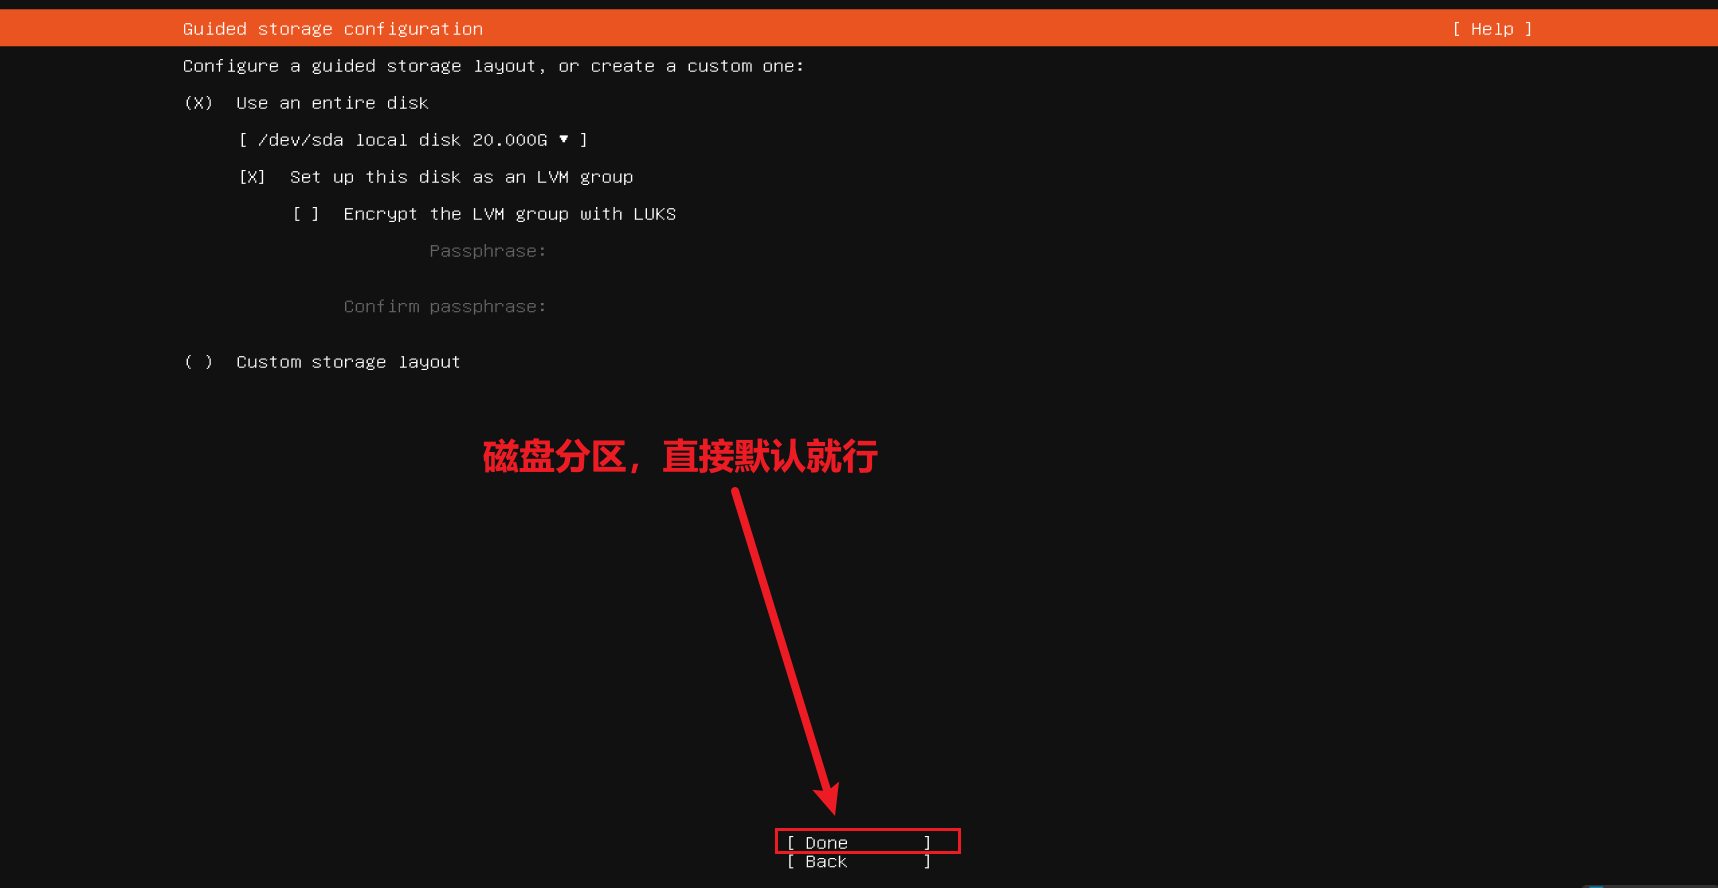 Guided storage configuration [ Help ]
Configure a guided storage layout, or create a custom one:
(X) Use an entire disk
[ /dev/sda local disk 20.000G ▾ ]
[X] Set up this disk as an LVM group
[ ] Encrypt the LVM group with LUKS
Passphrase:
Confirm passphrase:
( ) Custom storage layout
磁盘分区，直接默认就行
[ Done ]
[ Back ]